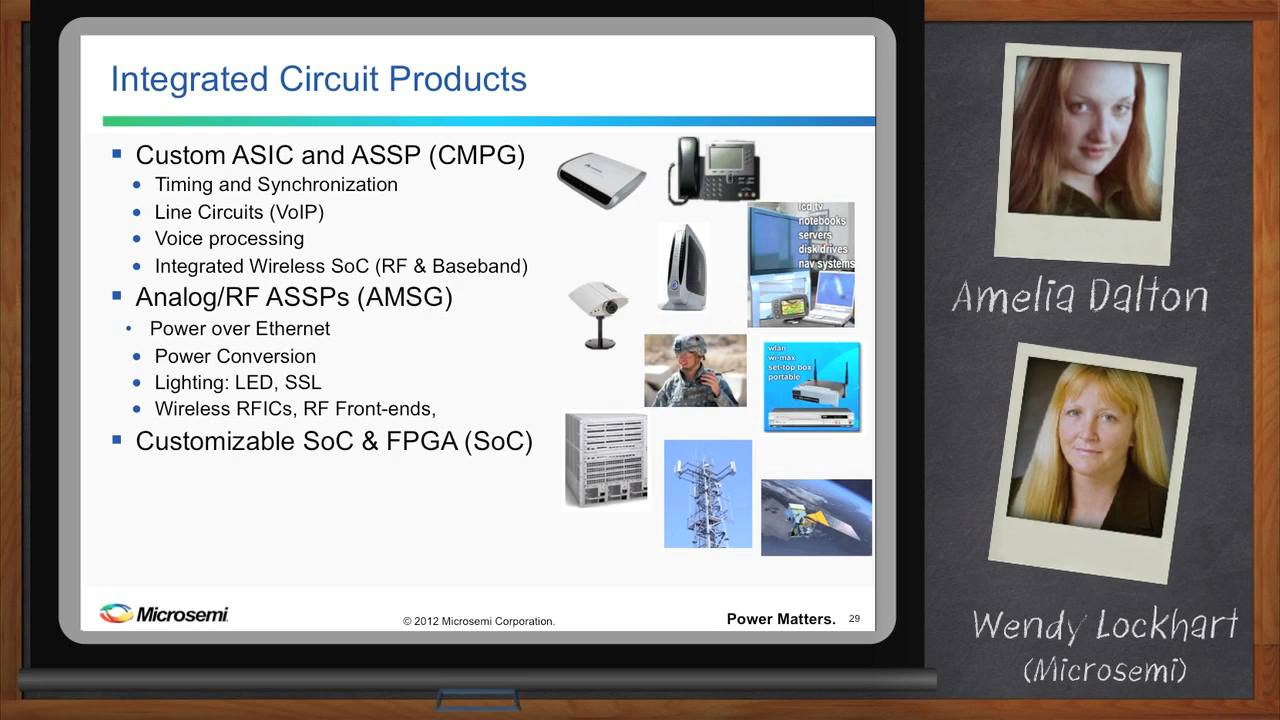 Integrated Circuit Products
Custom ASIC and ASSP (CMPG)
Timing and Synchronization
Line Circuits (VoIP)
Voice processing
Integrated Wireless SoC (RF & Baseband)
Analog/RF ASSPs (AMSG)
Power over Ethernet
Power Conversion
Lighting: LED, SSL
Wireless RFICs, RF Front-ends,
Customizable SoC & FPGA (SoC)
lcd tv
notebooks
servers
disk drives
nav systems
wlan
wi-max
set-top box
portable
Microsemi
© 2012 Microsemi Corporation.
Power Matters.
29
Amelia Dalton
Wendy Lockhart
(Microsemi)